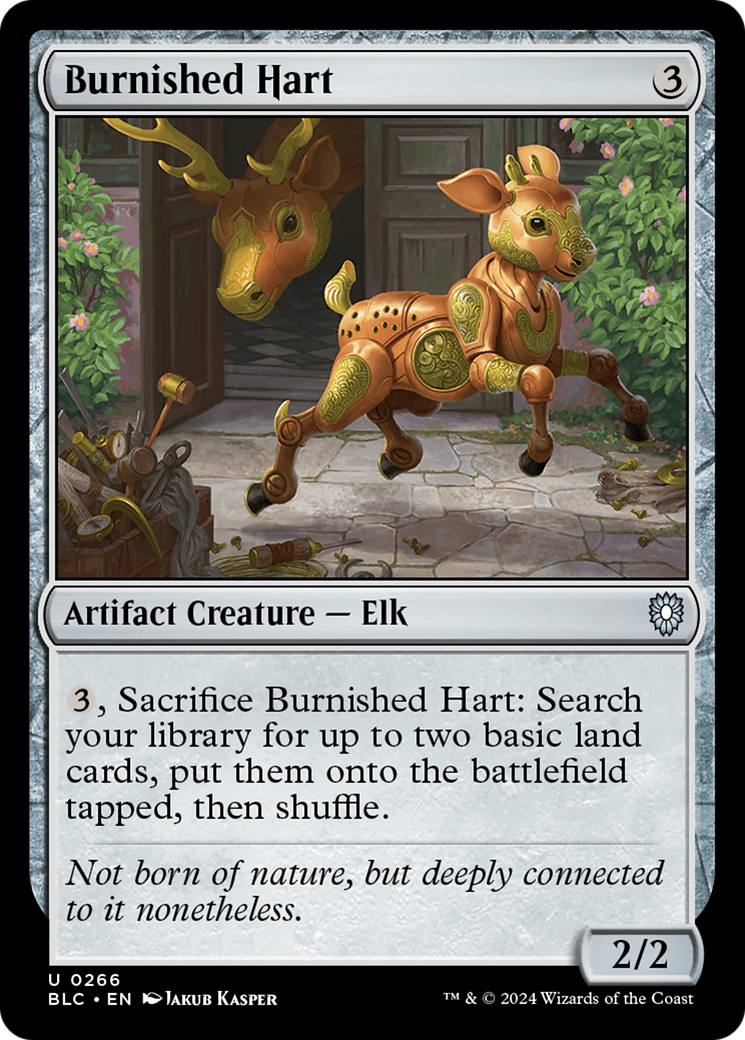 Burnished Hart 3
Artifact Creature — Elk
3, Sacrifice Burnished Hart: Search
your library for up to two basic land
cards, put them onto the battlefield
tapped, then shuffle.
Not born of nature, but deeply connected
to it nonetheless.
2/2
U 0266
BLC • EN Jakub Kasper
™ & © 2024 Wizards of the Coast